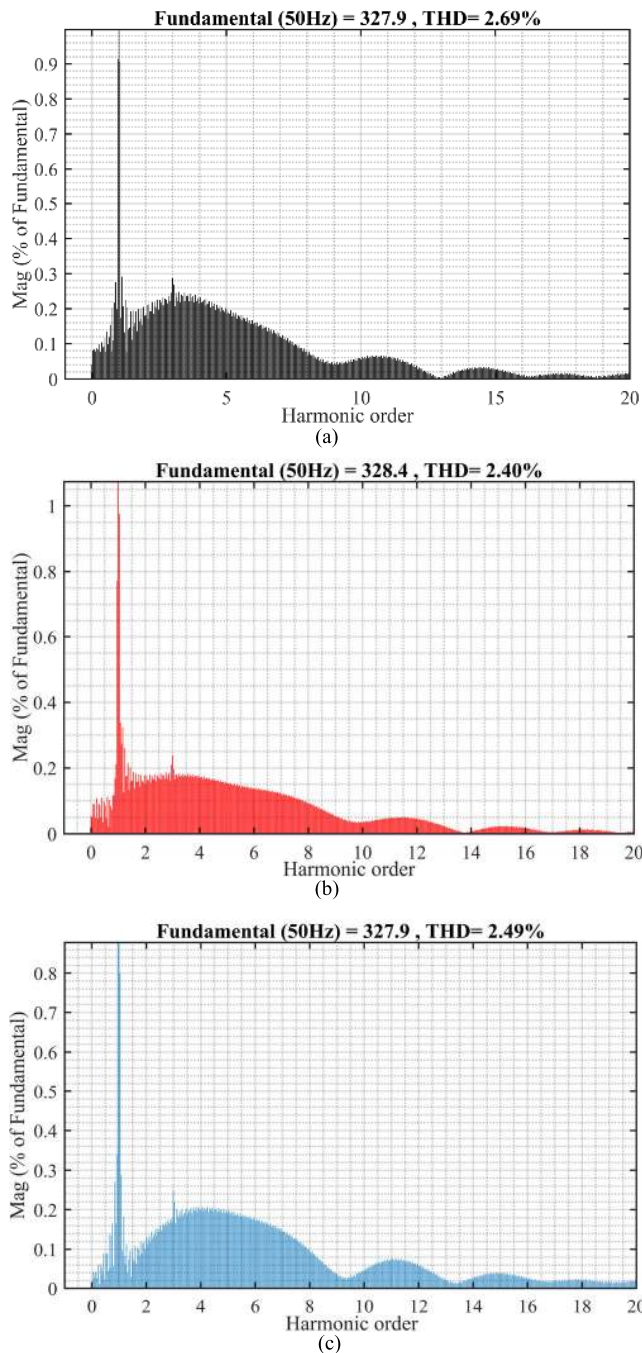 Fundamental (50Hz) = 327.9 , THD= 2.69%
Mag (% of Fundamental)
0.9
0.8
0.7
0.6
0.5
0.4
0.3
0.2
0.1
0
0 5 10 15 20
Harmonic order
(a)
Fundamental (50Hz) = 328.4 , THD= 2.40%
Mag (% of Fundamental)
1
0.8
0.6
0.4
0.2
0
0 2 4 6 8 10 12 14 16 18 20
Harmonic order
(b)
Fundamental (50Hz) = 327.9 , THD= 2.49%
Mag (% of Fundamental)
0.8
0.7
0.6
0.5
0.4
0.3
0.2
0.1
0
0 2 4 6 8 10 12 14 16 18 20
Harmonic order
(c)